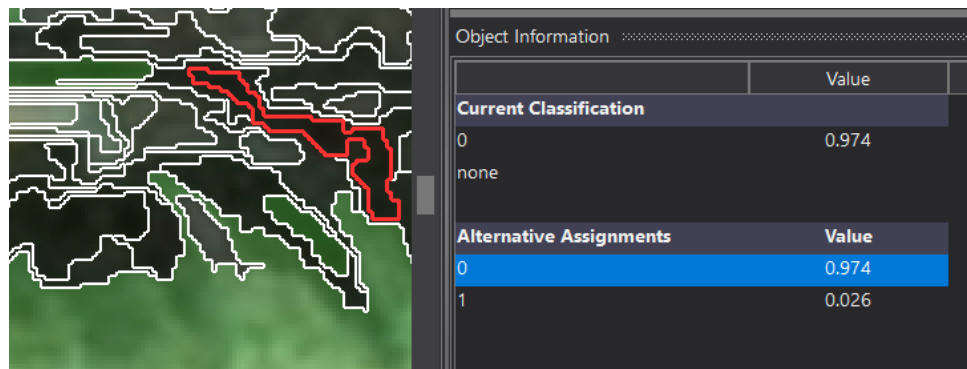 Object Information
Value
Current Classification
0 0.974
none
Alternative Assignments Value
0 0.974
1 0.026